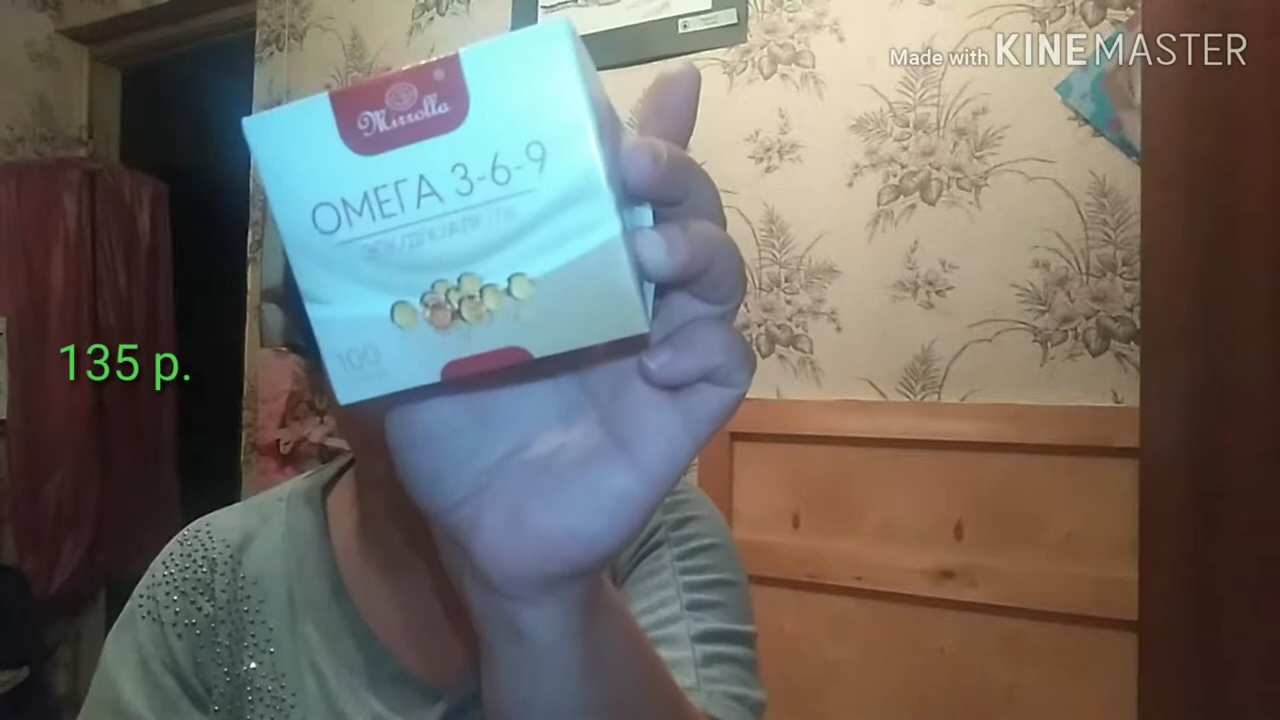 Made with KINEMASTER
Mirrolla
ОМЕГА 3-6-9
100
135 р.